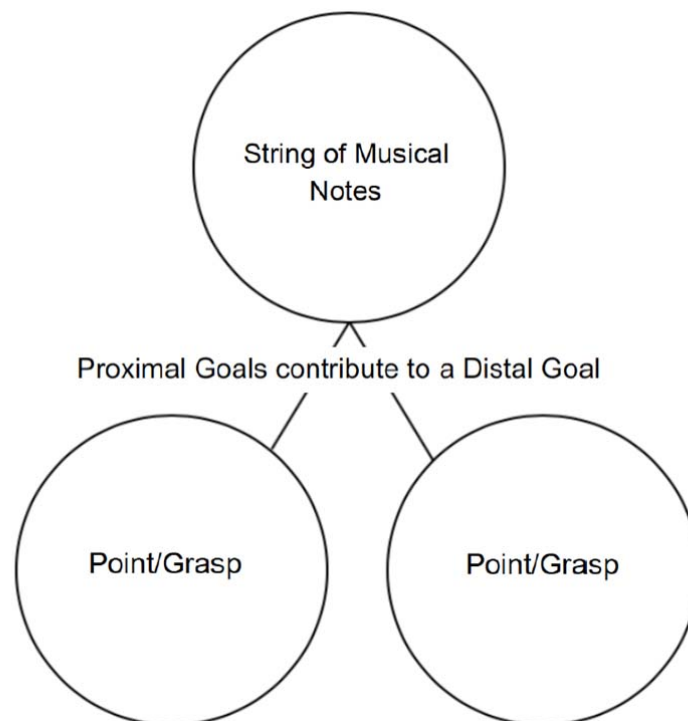 String of Musical
Notes
Proximal Goals contribute to a Distal Goal
Point/Grasp
Point/Grasp